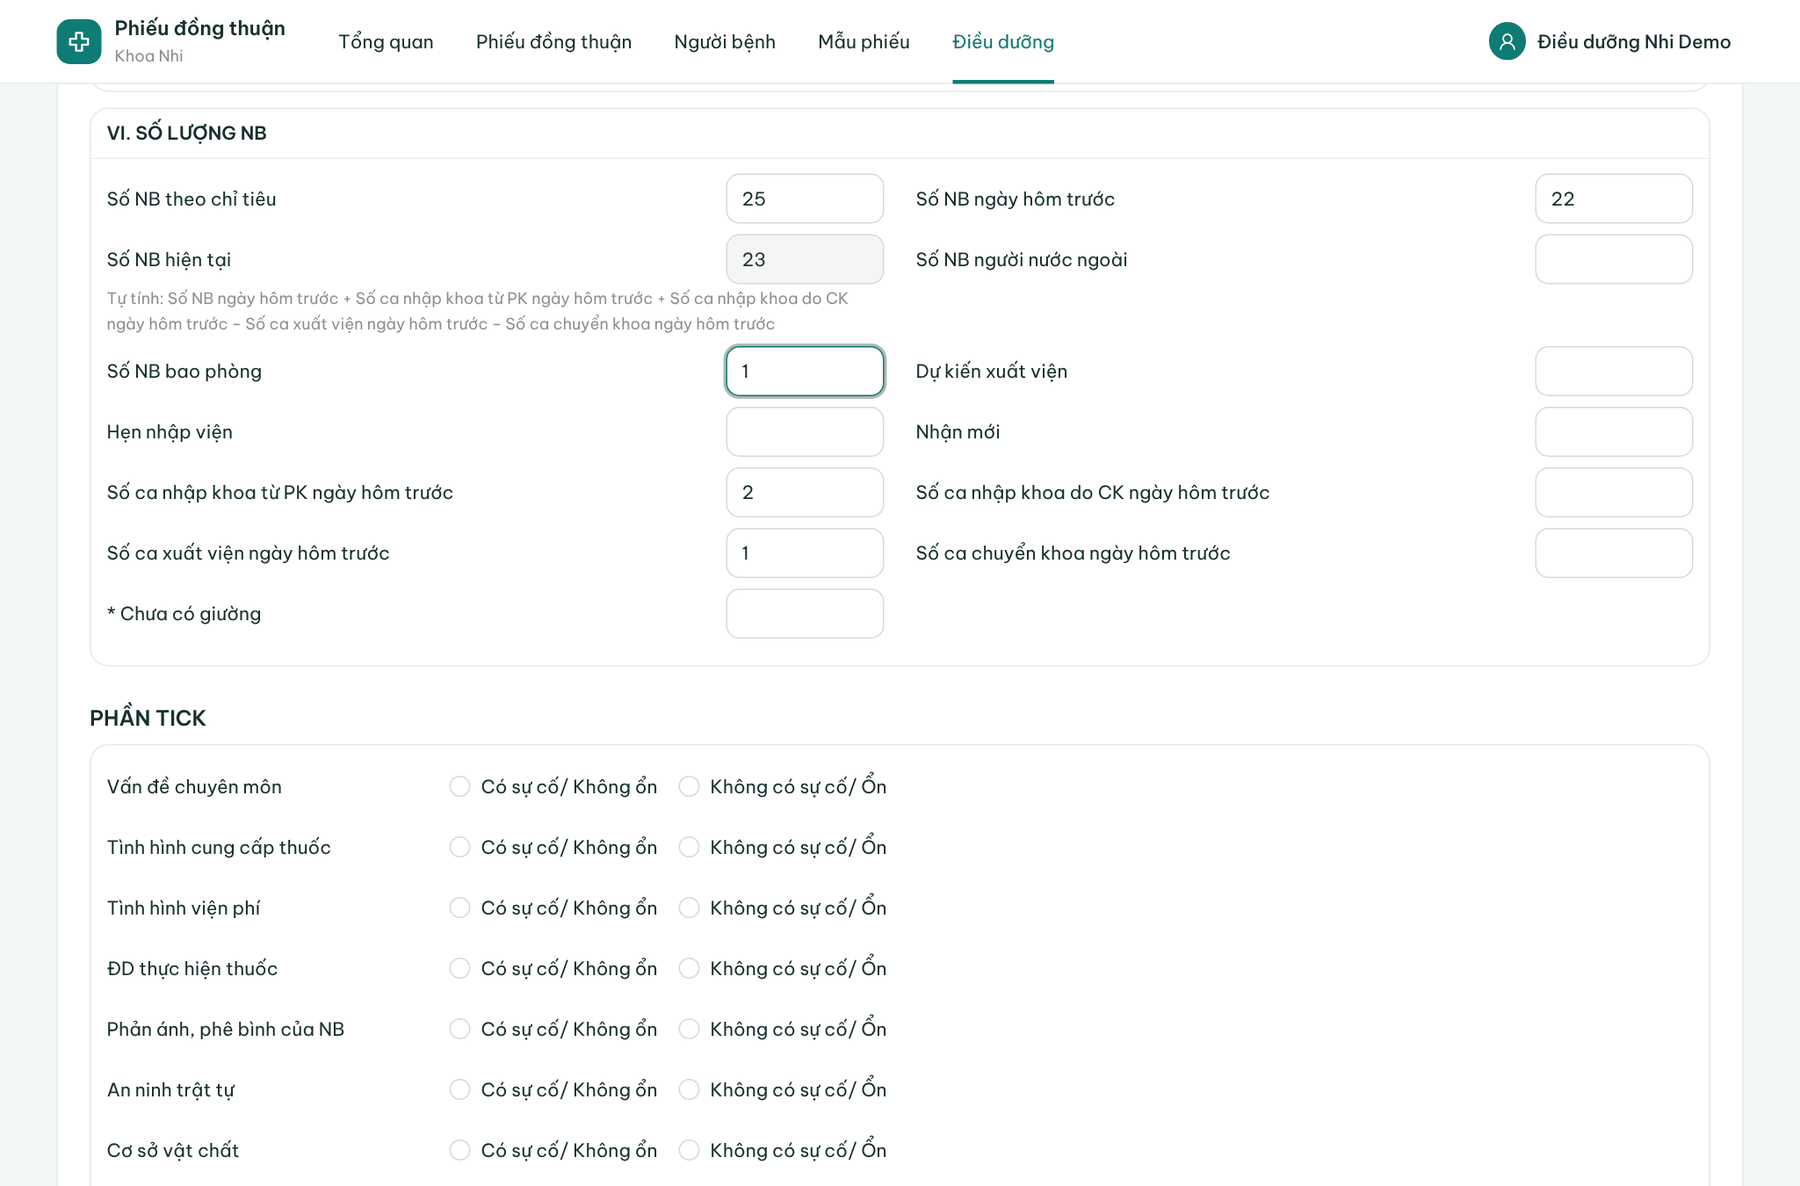 Phiếu đồng thuận
Khoa Nhi
Tổng quan
Phiếu đồng thuận
Người bệnh
Mẫu phiếu
Điều dưỡng
Điều dưỡng Nhi Demo
VI. SỐ LƯỢNG NB
Số NB theo chỉ tiêu
25
Số NB ngày hôm trước
22
Số NB hiện tại
23
Số NB người nước ngoài
Tự tính: Số NB ngày hôm trước + Số ca nhập khoa từ PK ngày hôm trước + Số ca nhập khoa do CK
ngày hôm trước − Số ca xuất viện ngày hôm trước − Số ca chuyển khoa ngày hôm trước
Số NB bao phòng
1
Dự kiến xuất viện
Hẹn nhập viện
Nhận mới
Số ca nhập khoa từ PK ngày hôm trước
2
Số ca nhập khoa do CK ngày hôm trước
Số ca xuất viện ngày hôm trước
1
Số ca chuyển khoa ngày hôm trước
* Chưa có giường
PHẦN TICK
Vấn đề chuyên môn
Có sự cố/ Không ổn
Không có sự cố/ Ổn
Tình hình cung cấp thuốc
Có sự cố/ Không ổn
Không có sự cố/ Ổn
Tình hình viện phí
Có sự cố/ Không ổn
Không có sự cố/ Ổn
ĐD thực hiện thuốc
Có sự cố/ Không ổn
Không có sự cố/ Ổn
Phản ánh, phê bình của NB
Có sự cố/ Không ổn
Không có sự cố/ Ổn
An ninh trật tự
Có sự cố/ Không ổn
Không có sự cố/ Ổn
Cơ sở vật chất
Có sự cố/ Không ổn
Không có sự cố/ Ổn